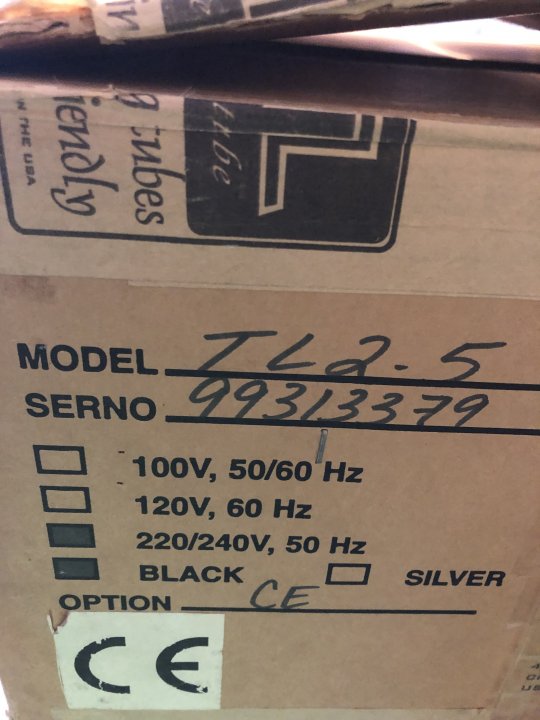 tube
g tubes
iendly
N THE USA
MODEL TL2.5
SERNO 99313379
100V, 50/60 Hz
120V, 60 Hz
220/240V, 50 Hz
BLACK SILVER
OPTION CE
CE